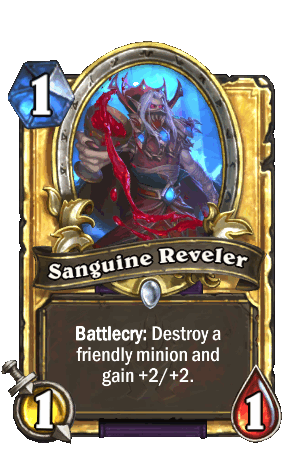 1
Sanguine Reveler
Battlecry: Destroy a
friendly minion and
gain +2/+2.
1
1